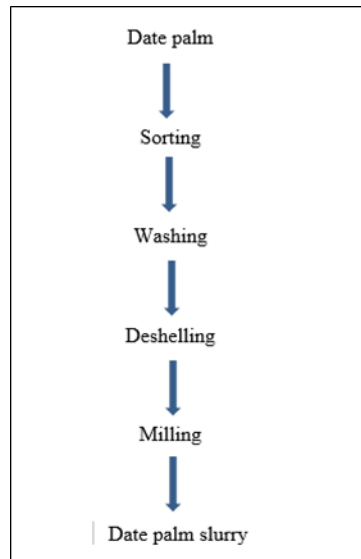 Date palm
Sorting
Washing
Deshelling
Milling
Date palm slurry